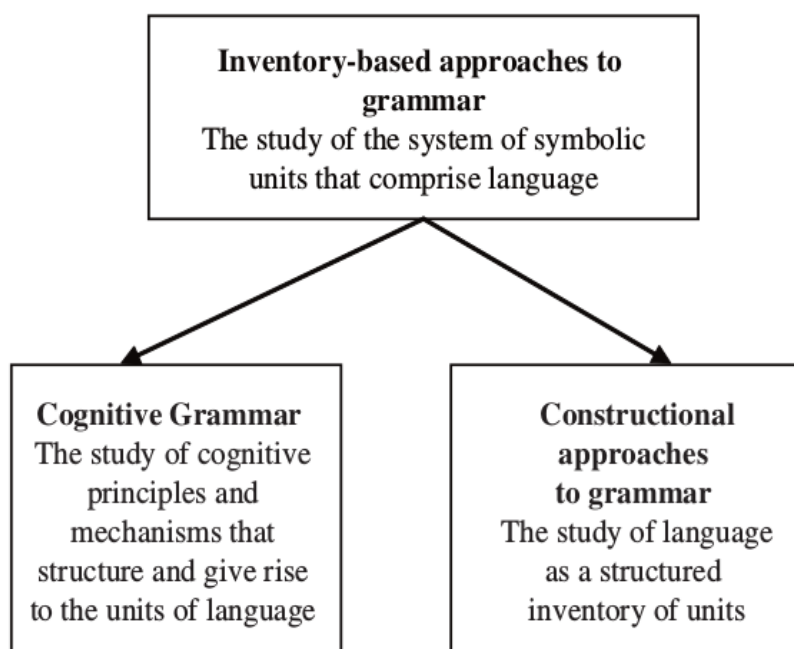 Inventory-based approaches to
grammar
The study of the system of symbolic
units that comprise language
Cognitive Grammar
The study of cognitive
principles and
mechanisms that
structure and give rise
to the units of language
Constructional
approaches
to grammar
The study of language
as a structured
inventory of units